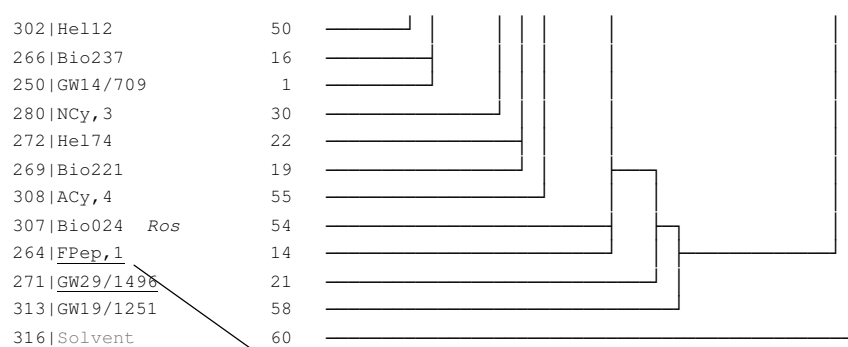 302|Hel12 50
266|Bio237 16
250|GW14/709 1
280|NCy,3 30
272|Hel74 22
269|Bio221 19
308|ACy,4 55
307|Bio024 Ros 54
264|FPep,1 14
271|GW29/1496 21
313|GW19/1251 58
316|Solvent 60